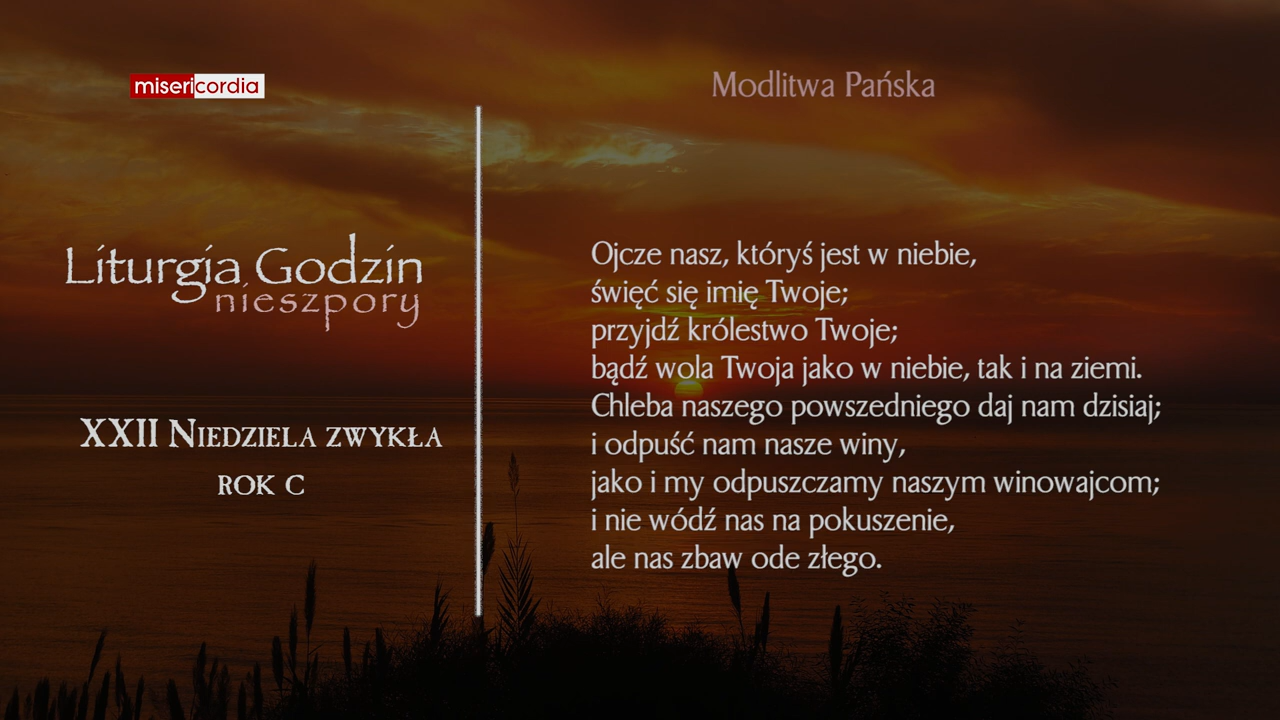 misericordia
Liturgia Godzin
nieszpory
XXII Niedziela zwykła
rok C
Modlitwa Pańska
Ojcze nasz, któryś jest w niebie,
święć się imię Twoje;
przyjdź królestwo Twoje;
bądź wola Twoja jako w niebie, tak i na ziemi.
Chleba naszego powszedniego daj nam dzisiaj;
i odpuść nam nasze winy,
jako i my odpuszczamy naszym winowajcom;
i nie wódź nas na pokuszenie,
ale nas zbaw ode złego.